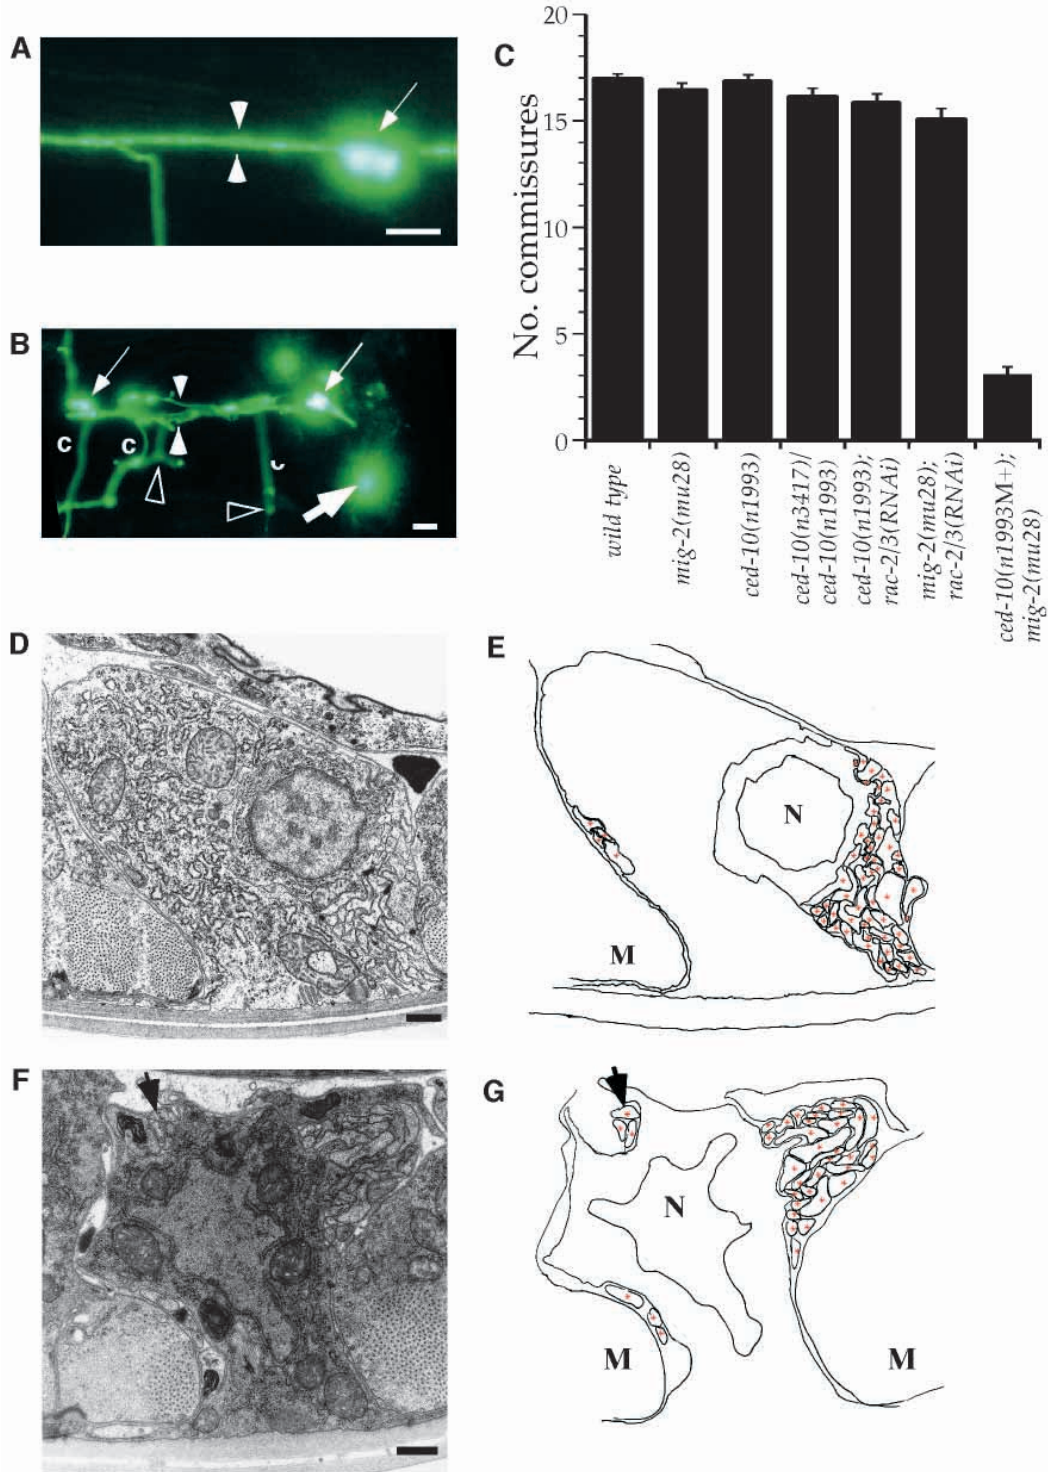 A
B
c
c
c
C
No. commissures
20
15
10
5
0
wild type
mig-2(mu28)
ced-10(n1993)
ced-10(n3417)/
ced-10(n1993)
ced-10(n1993);
rac-2/3(RNAi)
mig-2(mu28);
rac-2/3(RNAi)
ced-10(n1993M+);
mig-2(mu28)
D
E
N
M
F
G
N
M
M